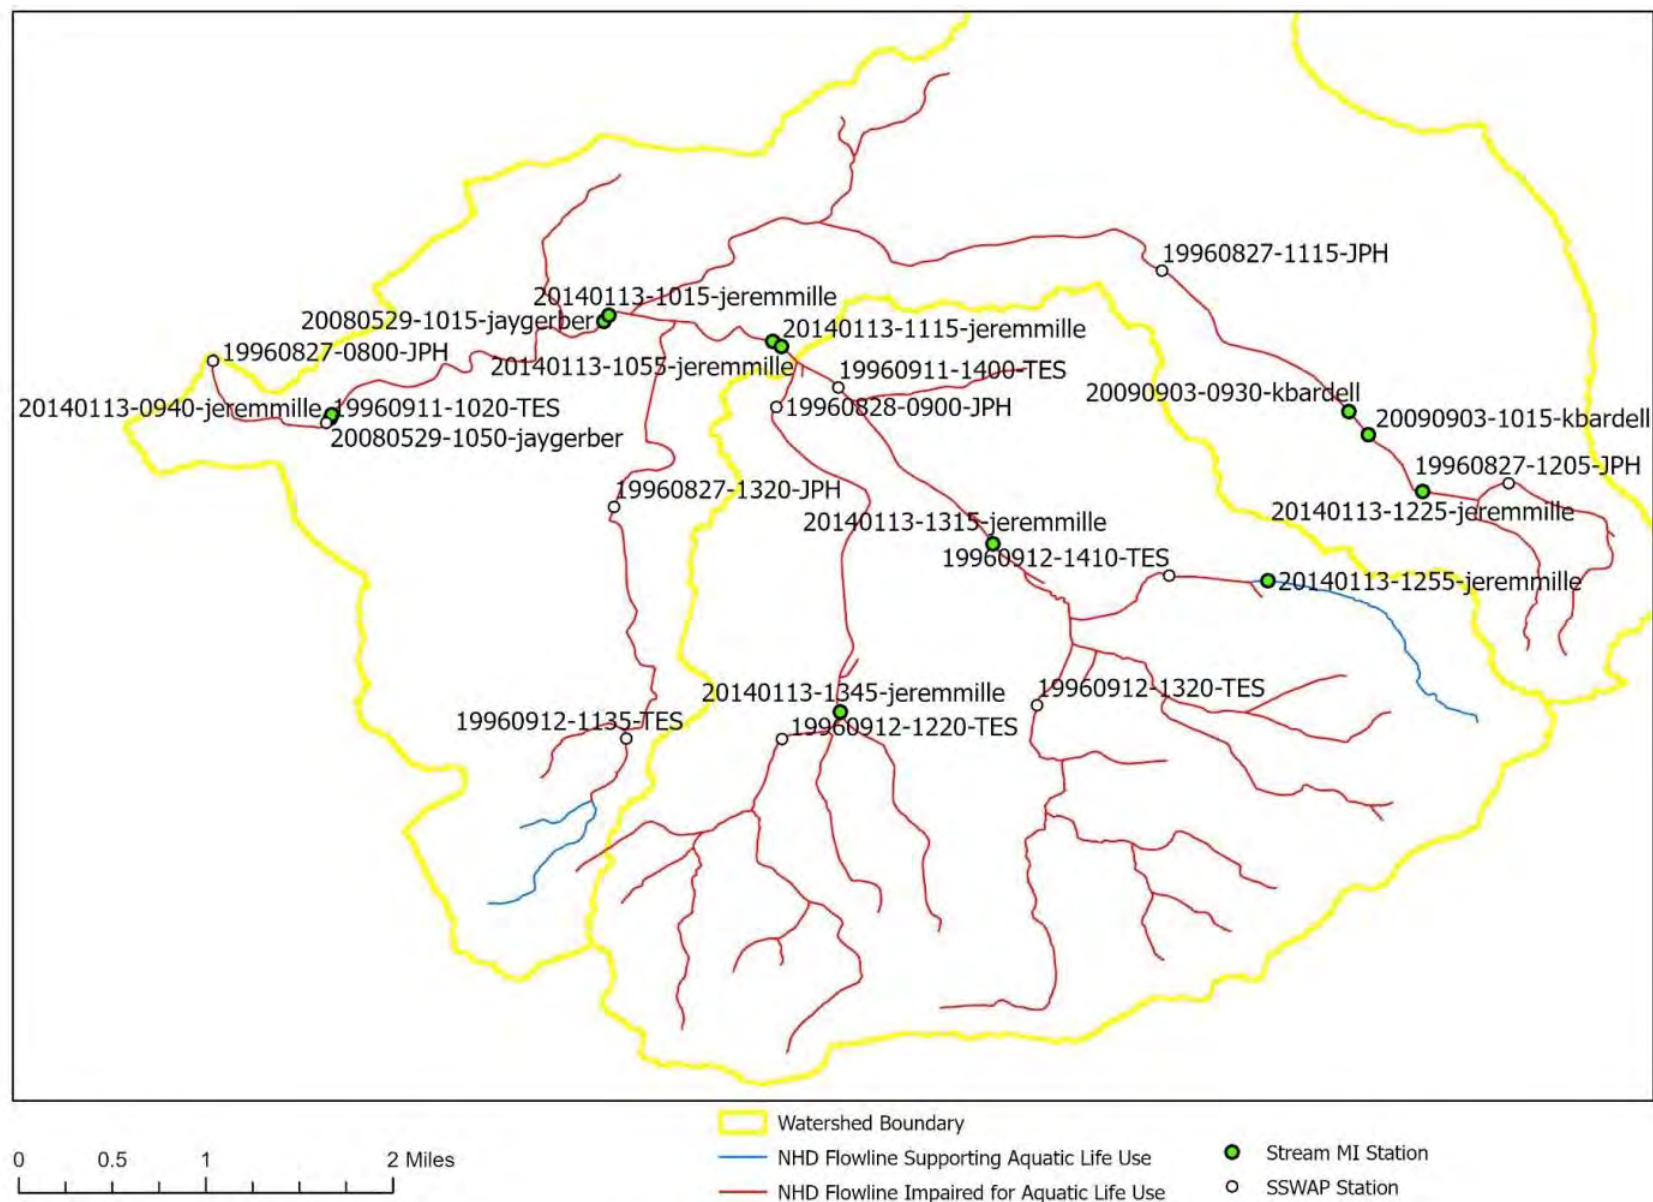 19960827-1115-JPH
20140113-1015-jeremmille
20080529-1015-jaygerber
20140113-1115-jeremmille
19960827-0800-JPH
20140113-1055-jeremmille
19960911-1400-TES
20090903-0930-kbardell
20140113-0940-jeremmille
19960911-1020-TES
19960828-0900-JPH
20090903-1015-kbardell
20080529-1050-jaygerber
19960827-1205-JPH
19960827-1320-JPH
20140113-1225-jeremmille
20140113-1315-jeremmille
19960912-1410-TES
20140113-1255-jeremmille
20140113-1345-jeremmille
19960912-1320-TES
19960912-1135-TES
19960912-1220-TES
Watershed Boundary
NHD Flowline Supporting Aquatic Life Use
NHD Flowline Impaired for Aquatic Life Use
Stream MI Station
SSWAP Station
0 0.5 1 2 Miles